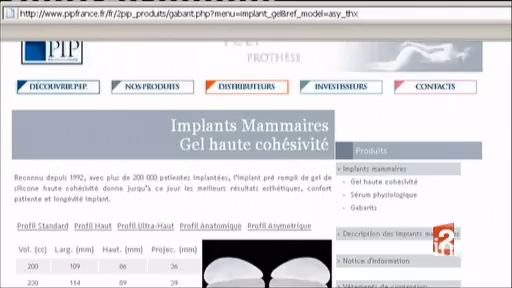 http://www.pipfrance.fr/fr/2pip_produits/gabarit.php?menu=implant_gel&ref_model=asy_thx
PIP
PROTHÈSE
DÉCOUVRIR P.I.P.
NOS PRODUITS
DISTRIBUTEURS
INVESTISSEURS
CONTACTS
Implants Mammaires
Gel haute cohésivité
Reconnu depuis 1992, avec plus de 200 000 patientes implantées, l'implant pré rempli de gel de
silicone haute cohésivité donne jusqu'à ce jour les meilleurs résultats esthétiques, confort
patiente et longévité implant.
Profil Standard Profil Haut Profil Ultra-Haut Profil Anatomique Profil Asymétrique
Vol. (cc) Larg. (mm) Haut. (mm) Projec. (mm)
200 109 86 36
230 114 89 39
Produits
› Implants mammaires
- Gel haute cohésivité
- Sérum physiologique
- Gabarits
› Description des implants
› Notice d'information
› Vêtements de contention
2